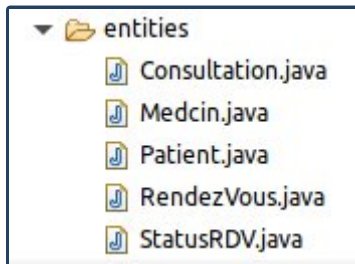 entities
Consultation.java
Medcin.java
Patient.java
RendezVous.java
StatusRDV.java